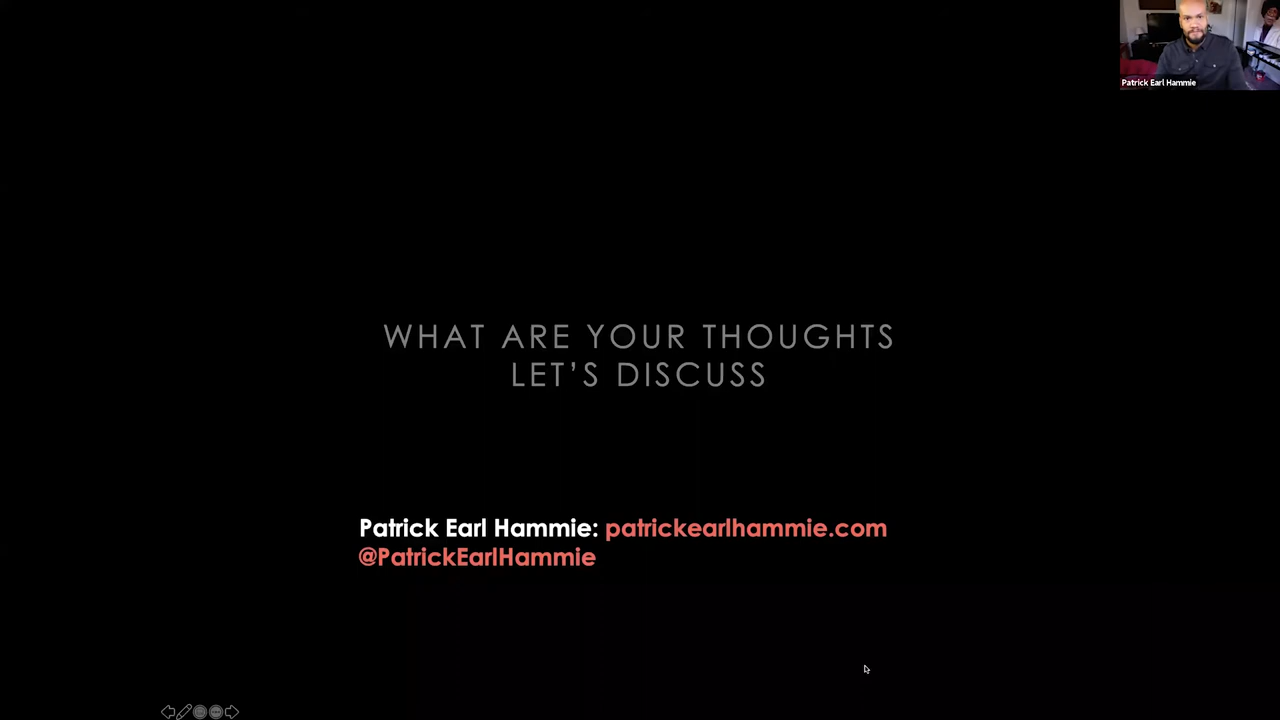 Patrick Earl Hammie
WHAT ARE YOUR THOUGHTS
LET’S DISCUSS
Patrick Earl Hammie: patrickearlhammie.com
@PatrickEarlHammie